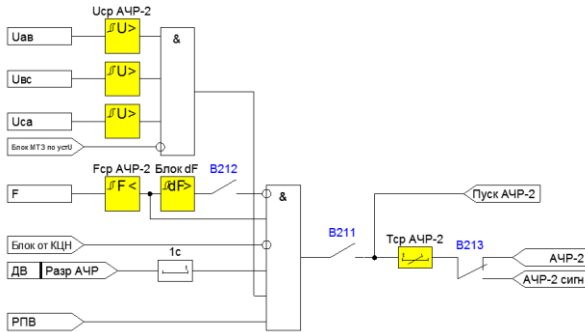 Uср АЧР-2
Uав
U>
&
Uвс
U>
Uса
U>
Блок МТЗ по устU
Fср АЧР-2
Блок dF
В212
F
F <
dF>
&
Пуск АЧР-2
Блок от КЦН
В211
Тср АЧР-2
В213
1с
АЧР-2
ДВ
Разр АЧР
АЧР-2 сигн
РПВ